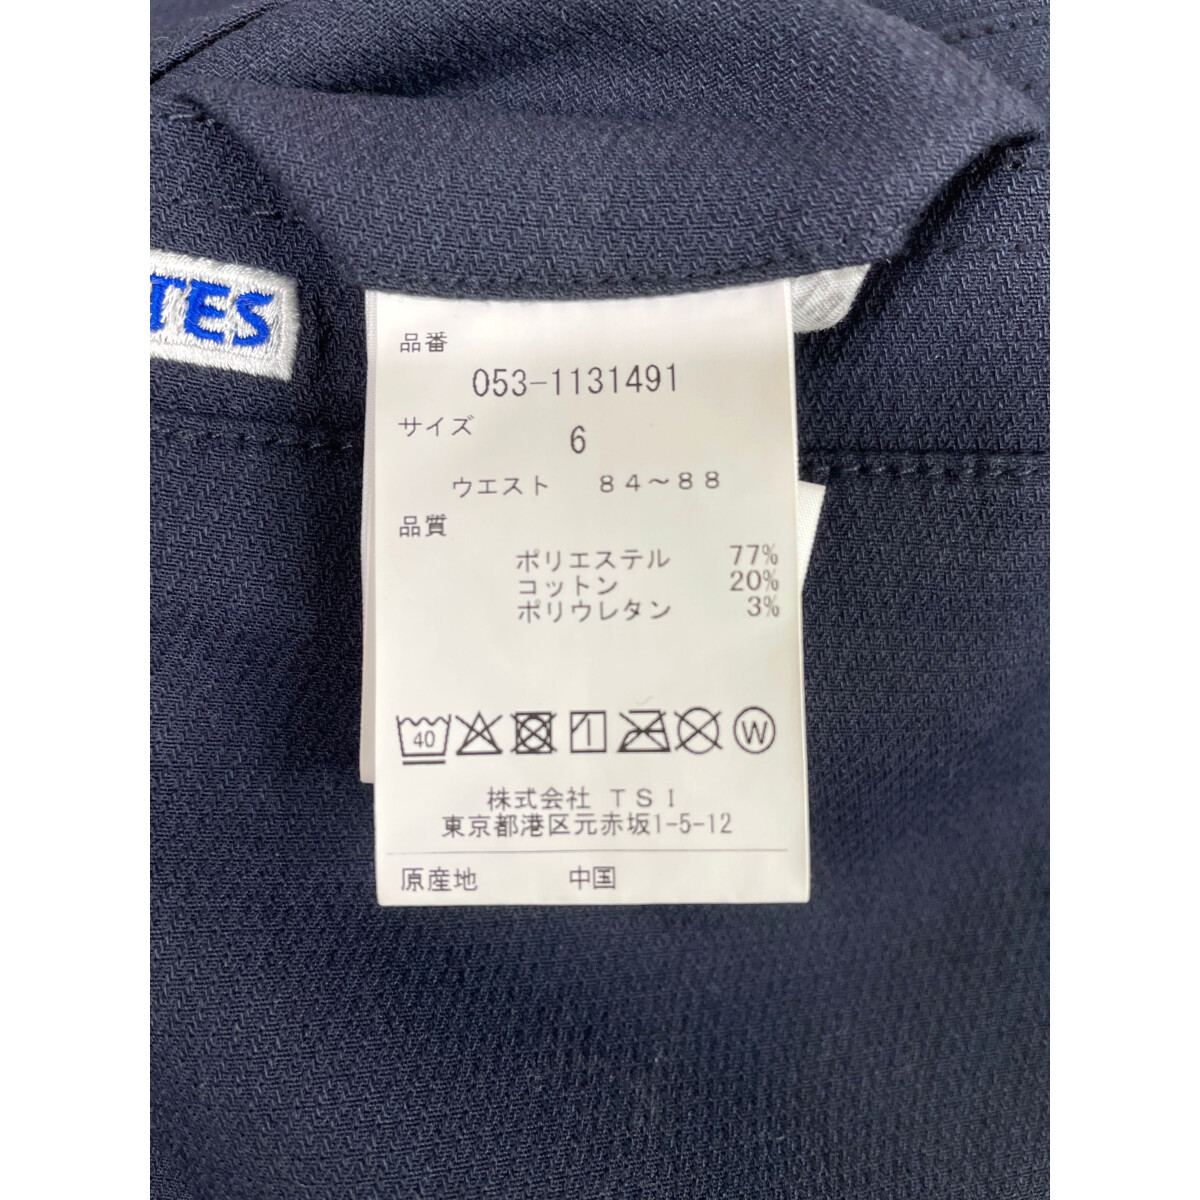 TES
品番
053-1131491
サイズ 6
ウエスト 84～88
品質
ポリエステル 77%
コットン 20%
ポリウレタン 3%
40 W
株式会社 TSI
東京都港区元赤坂1-5-12
原産地 中国